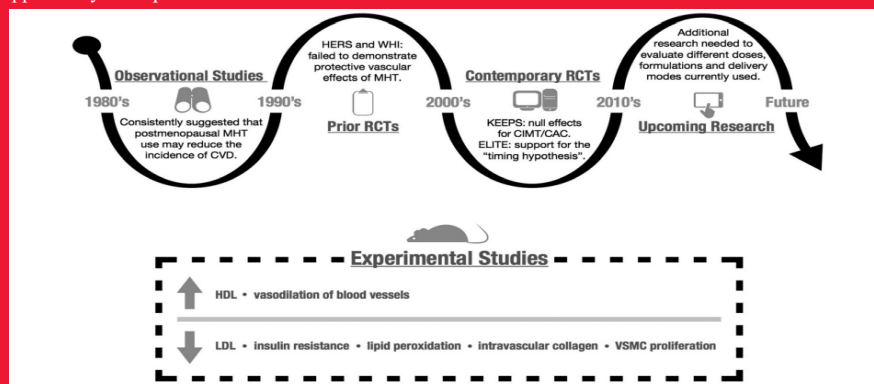 HERS and WHI:
failed to demonstrate
protective vascular
effects of MHT.
Additional
research needed to
evaluate different doses,
formulations and delivery
modes currently used.
Observational Studies
Contemporary RCTs
1980's
1990's
2000's
2010's
Future
Consistently suggested that
postmenopausal MHT
use may reduce the
incidence of CVD.
Prior RCTs
KEEPS: null effects
for CIMT/CAC.
ELITE: support for the
“timing hypothesis”.
Upcoming Research
Experimental Studies
HDL • vasodilation of blood vessels
LDL • insulin resistance • lipid peroxidation • intravascular collagen • VSMC proliferation